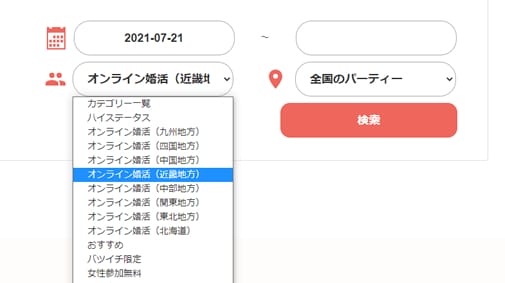 2021-07-21 ~
オンライン婚活（近畿地
全国のパーティー
カテゴリー一覧
ハイステータス
オンライン婚活（九州地方）
オンライン婚活（四国地方）
オンライン婚活（中国地方）
オンライン婚活（近畿地方）
オンライン婚活（中部地方）
オンライン婚活（関東地方）
オンライン婚活（東北地方）
オンライン婚活（北海道）
おすすめ
バツイチ限定
女性参加無料
検索